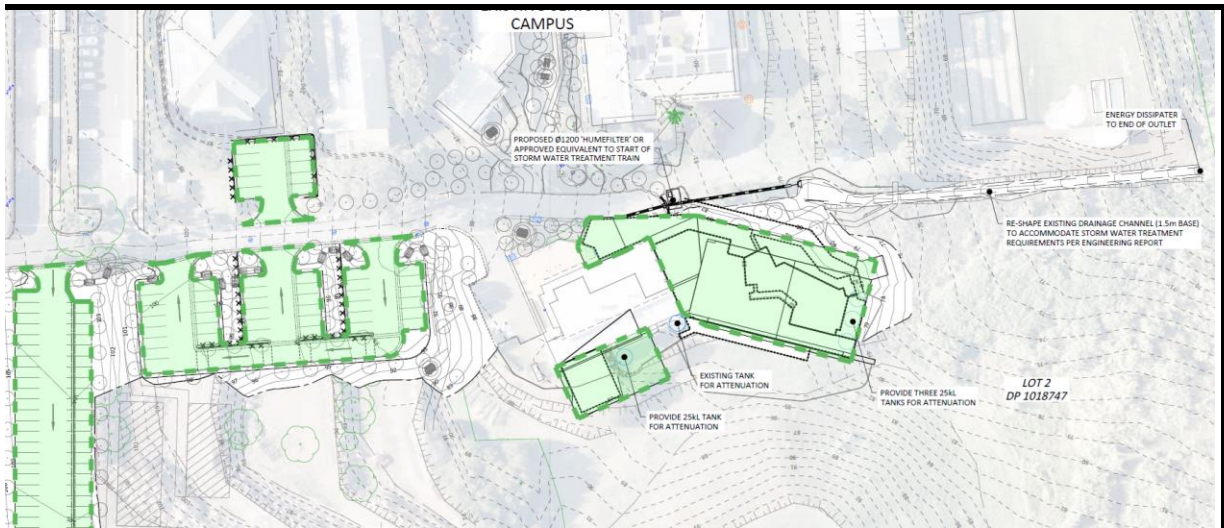 CAMPUS
ENERGY DISSIPATER
TO END OF OUTLET
PROPOSED Ø1200 'HUMEFILTER' OR
APPROVED EQUIVALENT TO START OF
STORM WATER TREATMENT TRAIN
RE-SHAPE EXISTING DRAINAGE CHANNEL (1.5m BASE)
TO ACCOMMODATE STORM WATER TREATMENT
REQUIREMENTS PER ENGINEERING REPORT
EXISTING TANK
FOR ATTENUATION
PROVIDE THREE 25kL
TANKS FOR ATTENUATION
LOT 2
DP 1018747
PROVIDE 25kL TANK
FOR ATTENUATION